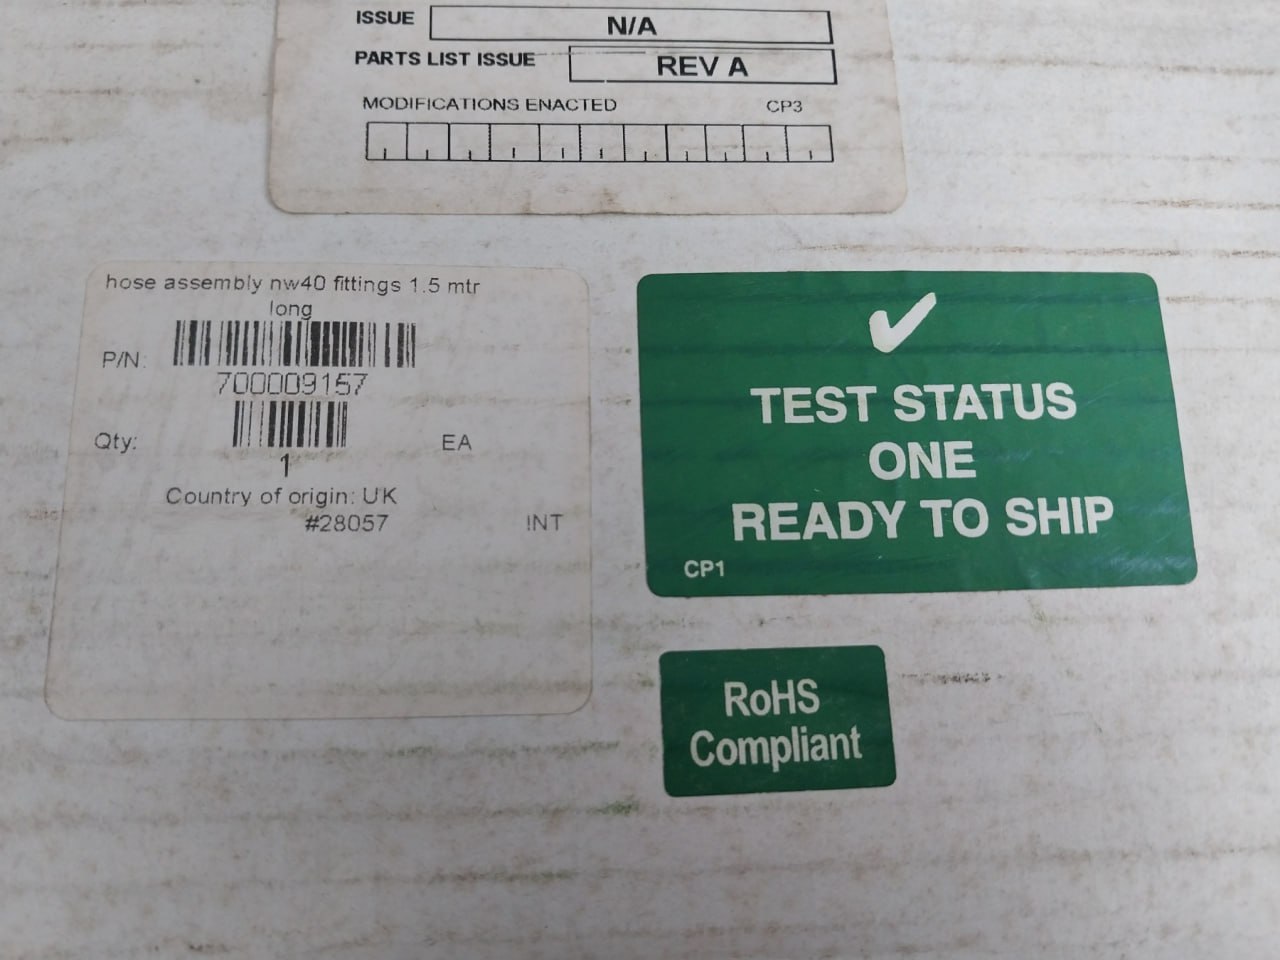 ISSUE N/A
PARTS LIST ISSUE REV A
MODIFICATIONS ENACTED CP3
hose assembly nw40 fittings 1.5 mtr
long
P/N:
700009157
Qty: EA
1
Country of origin: UK
#28057 INT
TEST STATUS
ONE
READY TO SHIP
CP1
RoHS
Compliant